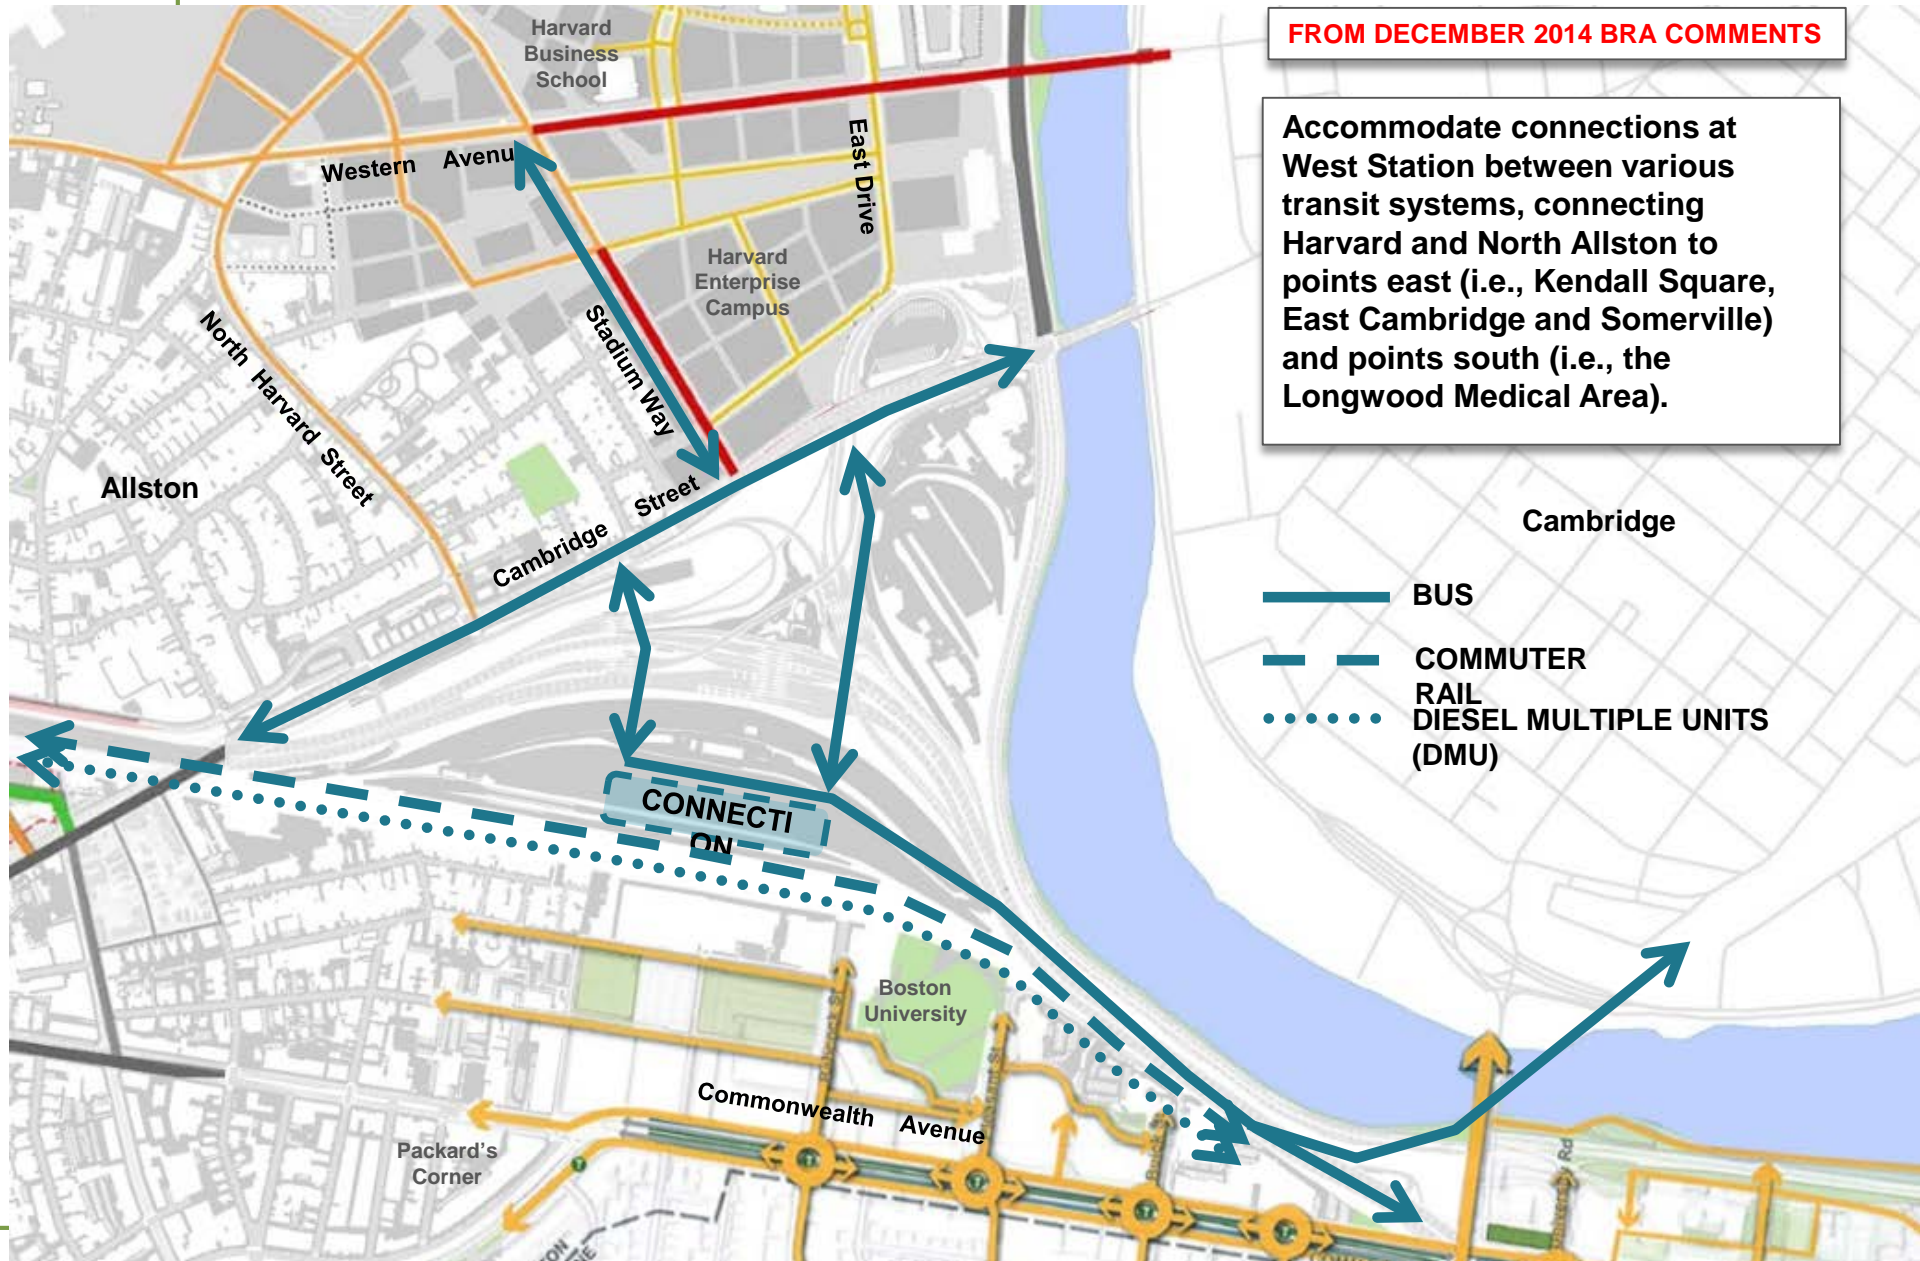 Harvard
Business
School
FROM DECEMBER 2014 BRA COMMENTS
Accommodate connections at
West Station between various
transit systems, connecting
Harvard and North Allston to
points east (i.e., Kendall Square,
East Cambridge and Somerville)
and points south (i.e., the
Longwood Medical Area).
Western Avenu
East Drive
Harvard
Enterprise
Campus
Stadium Way
North Harvard Street
Allston
Cambridge Street
Cambridge
BUS
COMMUTER
RAIL
DIESEL MULTIPLE UNITS
(DMU)
CONNECTI
ON
Boston
University
Commonwealth Avenue
Packard's
Corner
University Rd